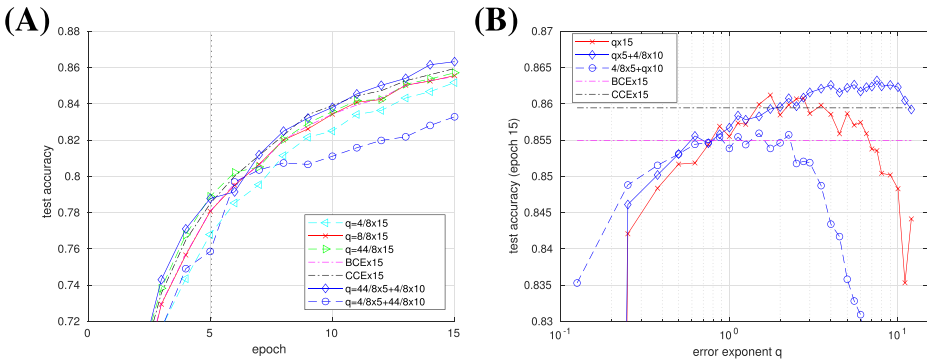 (A)
0.88
0.86
0.84
0.82
0.8
0.78
0.76
0.74
0.72
test accuracy
0
5
10
15
epoch
q=4/8x15
q=8/8x15
q=44/8x15
BCEx15
CCEx15
q=44/8x5+4/8x10
q=4/8x5+44/8x10
(B)
0.87
0.865
0.86
0.855
0.85
0.845
0.84
0.835
0.83
test accuracy (epoch 15)
10-1
100
101
error exponent q
qx15
qx5+4/8x10
4/8x5+qx10
BCEx15
CCEx15